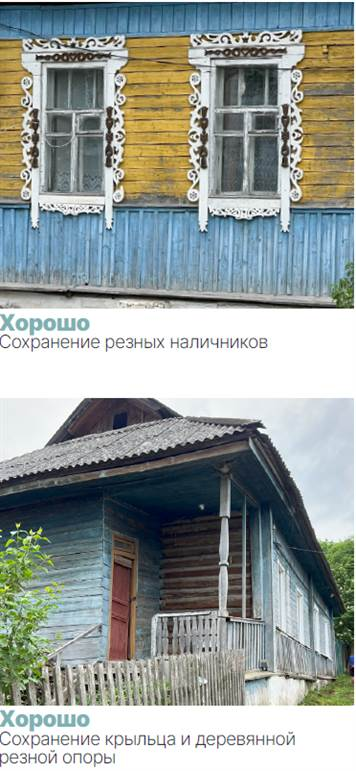 Хорошо
Сохранение резных наличников
Хорошо
Сохранение крыльца и деревянной
резной опоры